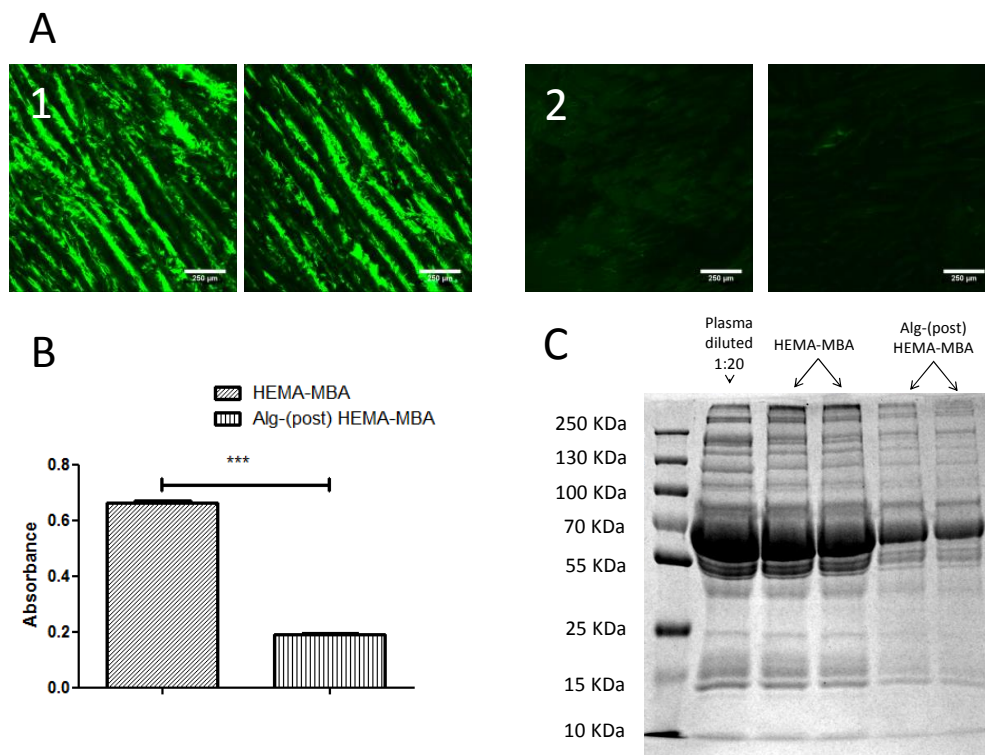 A
1
2
250 µm
250 µm
250 µm
250 µm
B
HEMA-MBA
Alg-(post) HEMA-MBA
***
0.8
0.6
0.4
0.2
0.0
Absorbance
C
Plasma
diluted
1:20
HEMA-MBA
Alg-(post)
HEMA-MBA
250 KDa
130 KDa
100 KDa
70 KDa
55 KDa
25 KDa
15 KDa
10 KDa